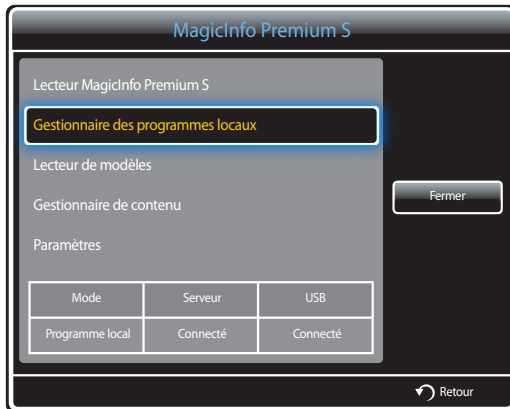 MagicInfo Premium S
Lecteur MagicInfo Premium S
Gestionnaire des programmes locaux
Lecteur de modèles
Gestionnaire de contenu
Paramètres
Fermer
Mode Serveur USB
Programme local Connecté Connecté
Retour